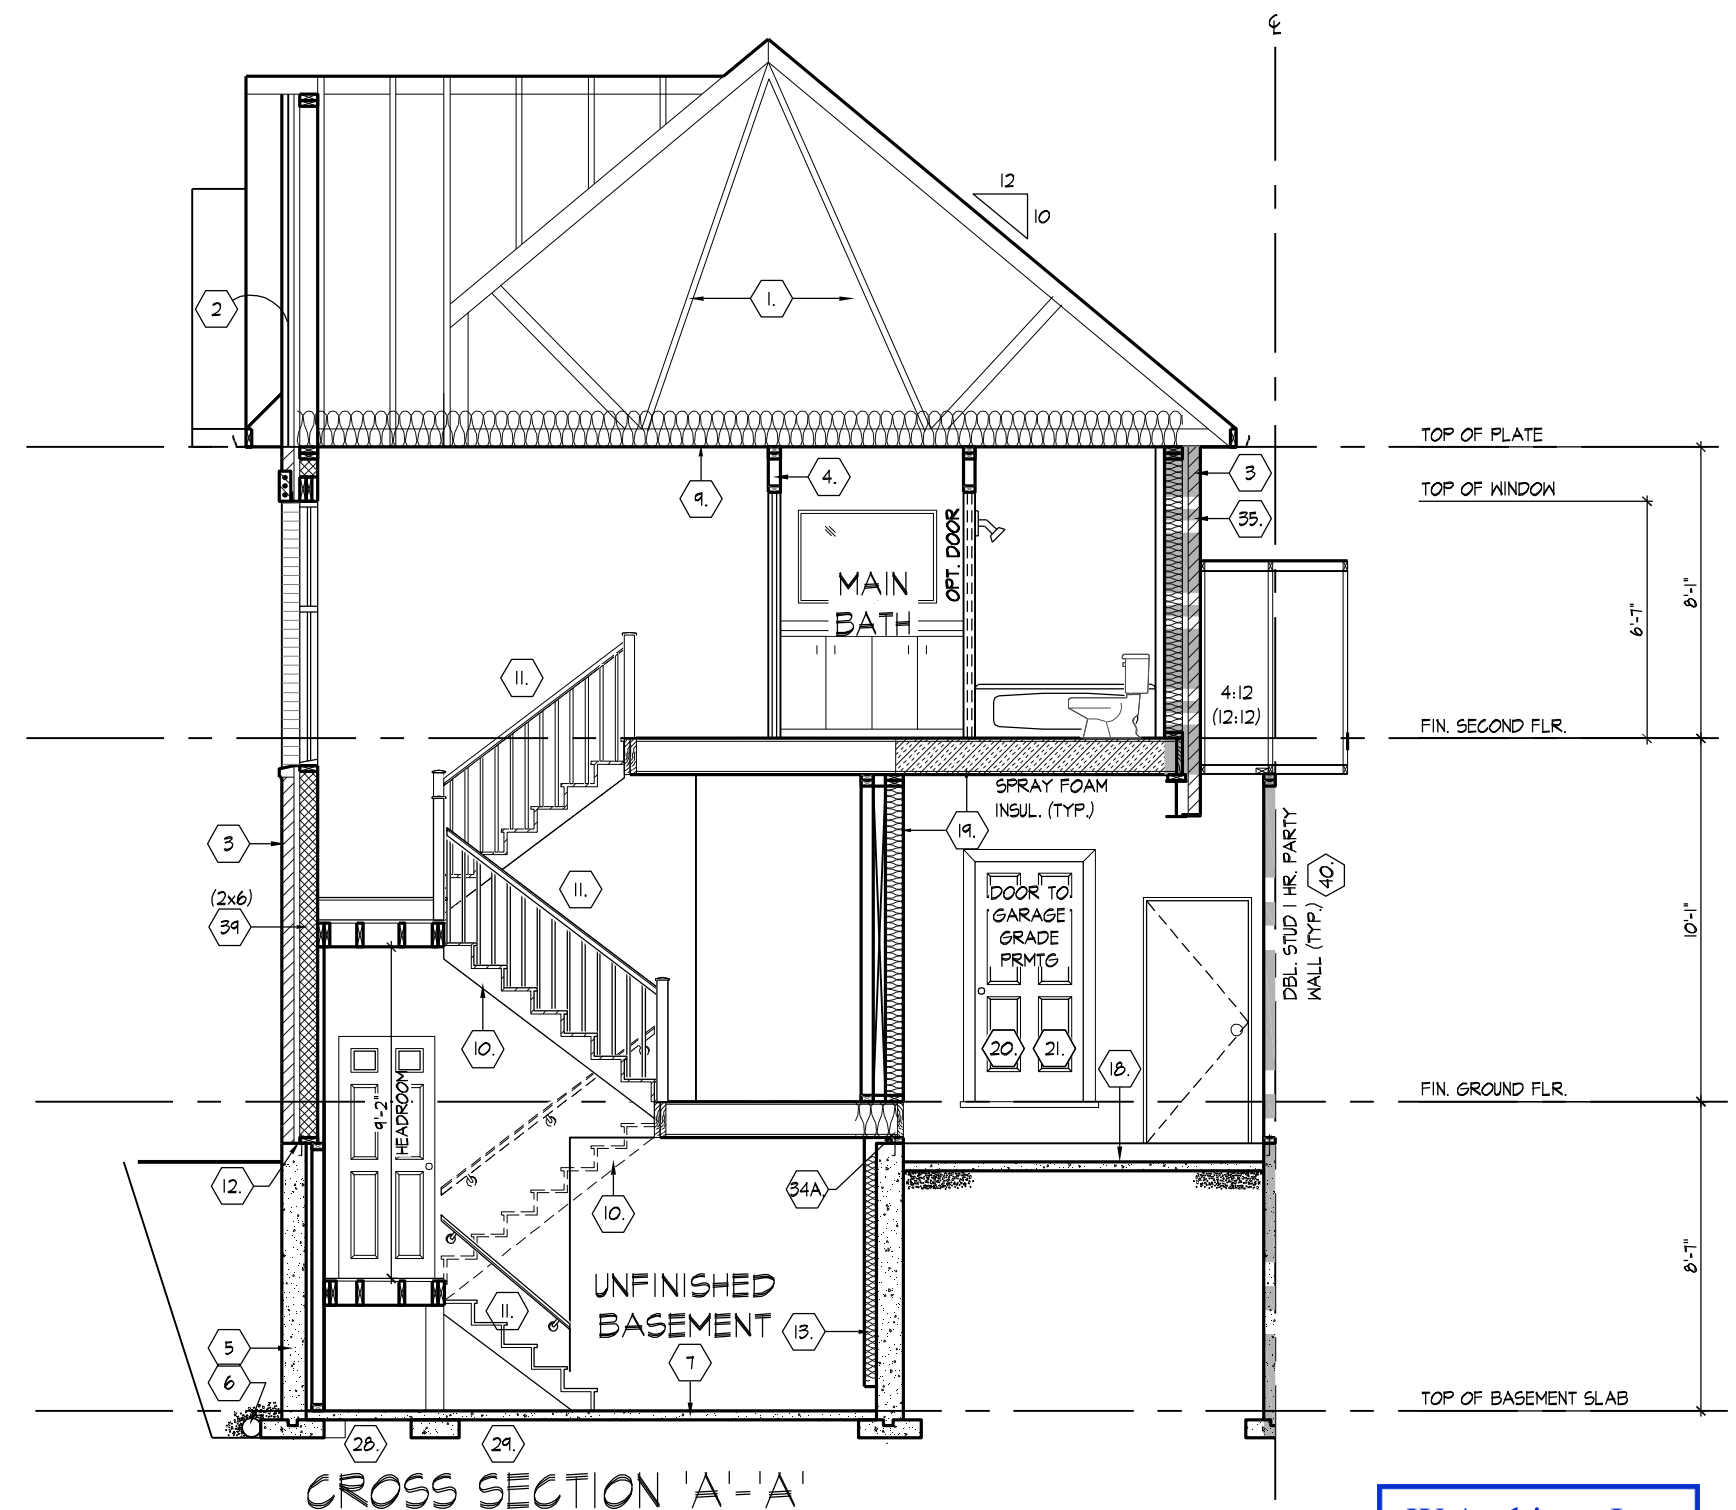 ℄
12
10
2
1.
TOP OF PLATE
3
TOP OF WINDOW
4.
9.
35.
OPT. DOOR
MAIN
BATH
8'-1"
6'-7"
11.
4:12
(12:12)
FIN. SECOND FLR.
SPRAY FOAM
INSUL. (TYP.)
19.
3
11.
(2x6)
39
DOOR TO
GARAGE
GRADE
PRMTG
DBL. STUD 1 HR. PARTY
WALL (TYP.)
40.
10'-1"
10.
20.
21.
18.
9'-2"
HEADROOM
FIN. GROUND FLR.
12.
34A.
10.
8'-7"
UNFINISHED
BASEMENT
11.
13.
5
7
6
TOP OF BASEMENT SLAB
28.
29.
CROSS SECTION 'A'-'A'